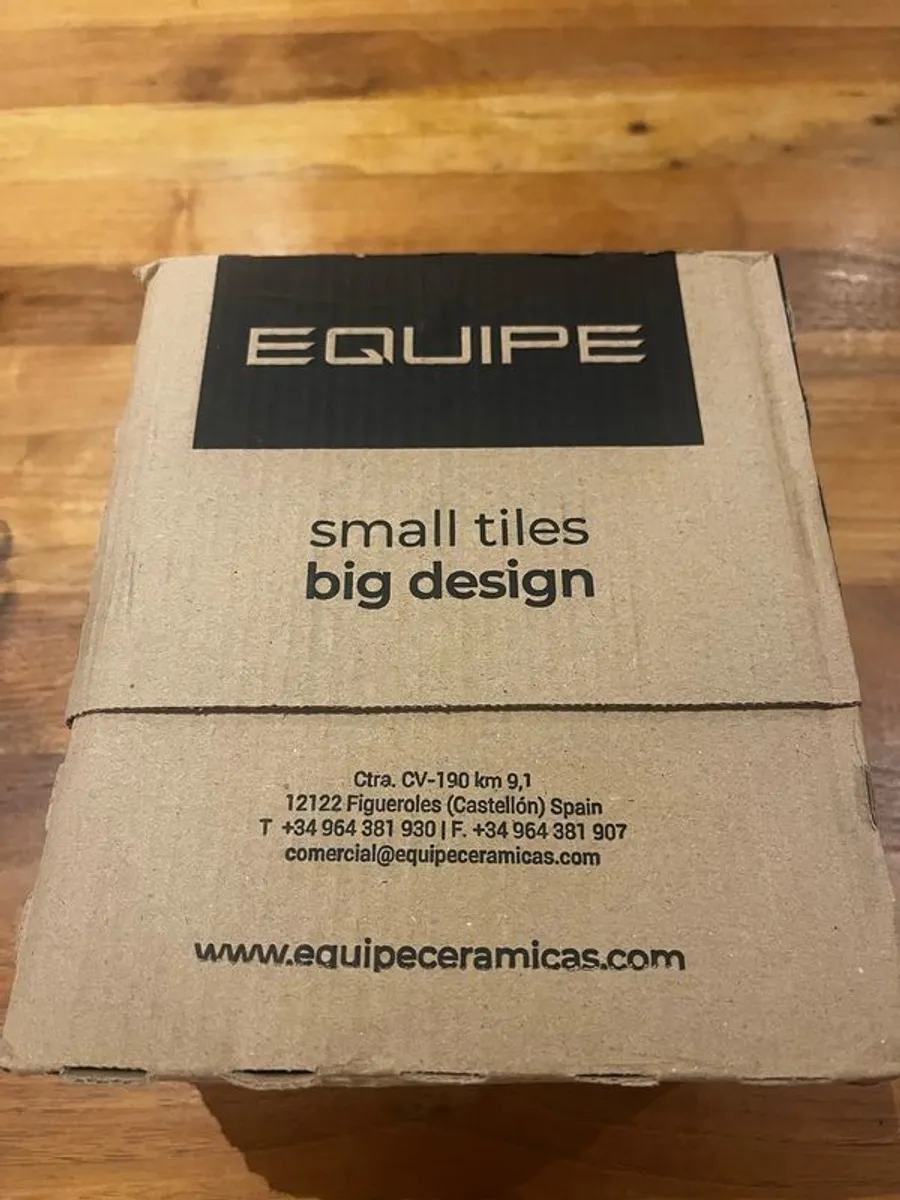 EQUIPE
small tiles
big design
Ctra. CV-190 km 9,1
12122 Figueroles (Castellón) Spain
T +34 964 381 930 | F. +34 964 381 907
comercial@equipeceramicas.com
www.equipeceramicas.com